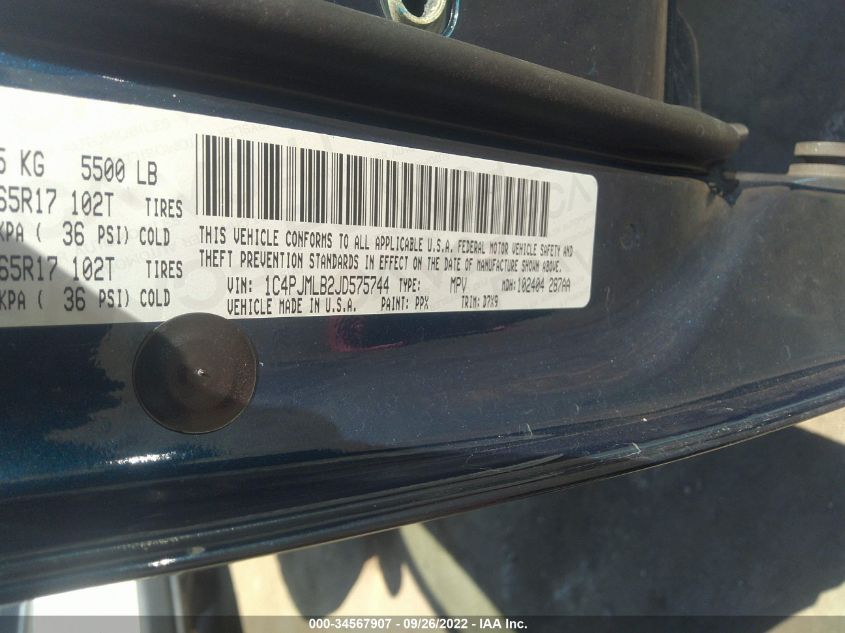 5 KG 5500 LB
65R17 102T TIRES
KPA ( 36 PSI) COLD
65R17 102T TIRES
KPA ( 36 PSI) COLD
THIS VEHICLE CONFORMS TO ALL APPLICABLE U.S.A. FEDERAL MOTOR VEHICLE SAFETY AND
THEFT PREVENTION STANDARDS IN EFFECT ON THE DATE OF MANUFACTURE SHOWN ABOVE.
VIN: 1C4PJMLB2JD575744 TYPE: MPV MDH: 102404 287AA
VEHICLE MADE IN U.S.A. PAINT: PPX TRIM: D7X9
000-34567907 - 09/26/2022 - IAA Inc.